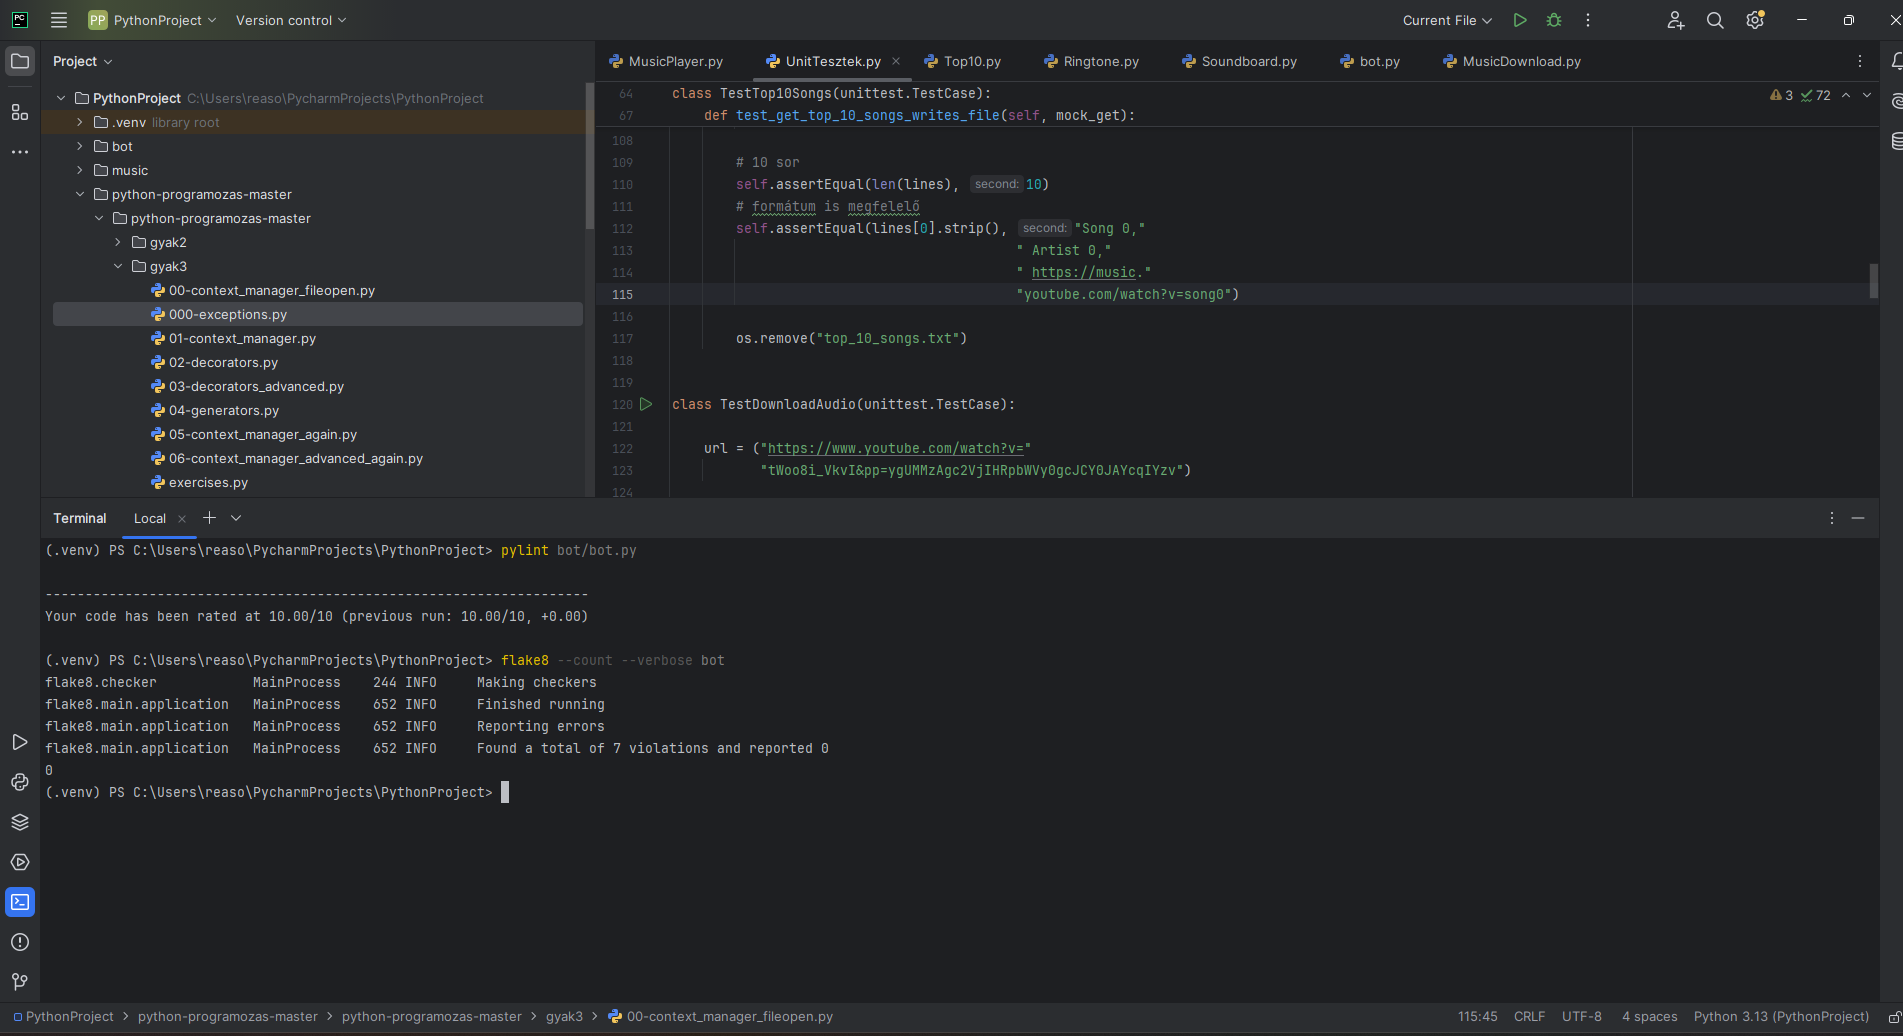 PC
PP PythonProject Version control
Current File
Project
PythonProject C:\Users\reaso\PycharmProjects\PythonProject
.venv library root
bot
music
python-programozas-master
python-programozas-master
gyak2
gyak3
00-context_manager_fileopen.py
000-exceptions.py
01-context_manager.py
02-decorators.py
03-decorators_advanced.py
04-generators.py
05-context_manager_again.py
06-context_manager_advanced_again.py
exercises.py
MusicPlayer.py UnitTesztek.py Top10.py Ringtone.py Soundboard.py bot.py MusicDownload.py
3 72
64 class TestTop10Songs(unittest.TestCase):
67 def test_get_top_10_songs_writes_file(self, mock_get):
108
109 # 10 sor
110 self.assertEqual(len(lines), second: 10)
111 # formátum is megfelelő
112 self.assertEqual(lines[0].strip(), second: "Song 0,"
113 " Artist 0,"
114 " https://music."
115 "youtube.com/watch?v=song0")
116
117 os.remove("top_10_songs.txt")
118
119
120 class TestDownloadAudio(unittest.TestCase):
121
122 url = ("https://www.youtube.com/watch?v="
123 "tWoo8i_VkvI&pp=ygUMMzAgc2VjIHRpbWVy0gcJCY0JAYcqIYzv")
124
Terminal Local
(.venv) PS C:\Users\reaso\PycharmProjects\PythonProject> pylint bot/bot.py
--------------------------------------------------------------------
Your code has been rated at 10.00/10 (previous run: 10.00/10, +0.00)
(.venv) PS C:\Users\reaso\PycharmProjects\PythonProject> flake8 --count --verbose bot
flake8.checker MainProcess 244 INFO Making checkers
flake8.main.application MainProcess 652 INFO Finished running
flake8.main.application MainProcess 652 INFO Reporting errors
flake8.main.application MainProcess 652 INFO Found a total of 7 violations and reported 0
0
(.venv) PS C:\Users\reaso\PycharmProjects\PythonProject>
PythonProject > python-programozas-master > python-programozas-master > gyak3 > 00-context_manager_fileopen.py
115:45 CRLF UTF-8 4 spaces Python 3.13 (PythonProject)